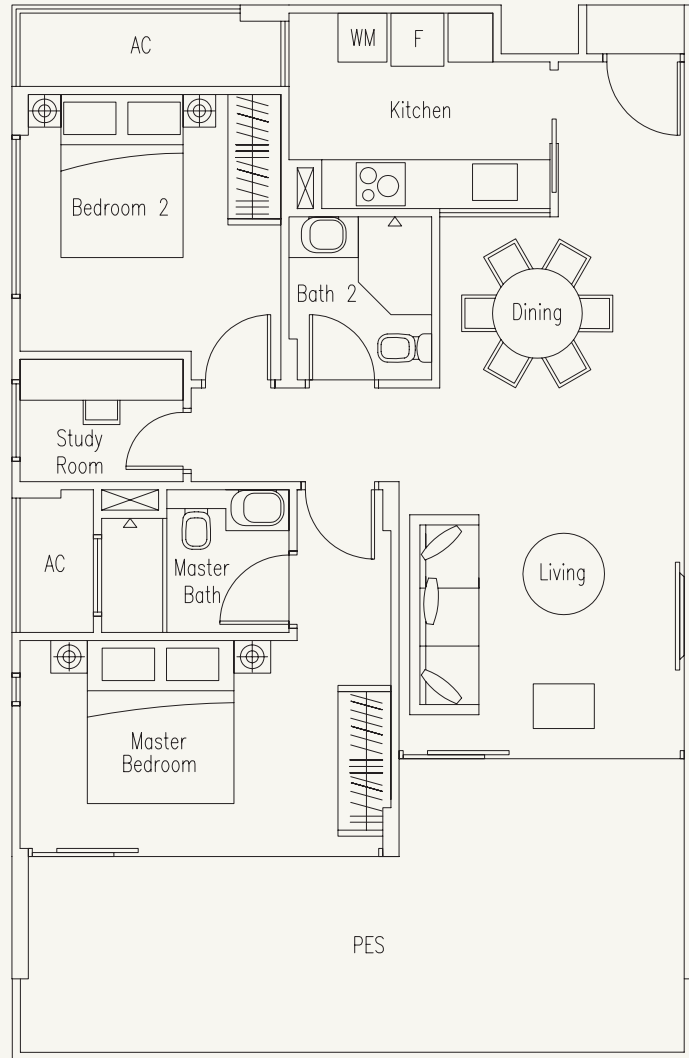 AC
WM
F
Kitchen
Bedroom 2
Bath 2
Dining
Study
Room
AC
Master
Bath
Living
Master
Bedroom
PES